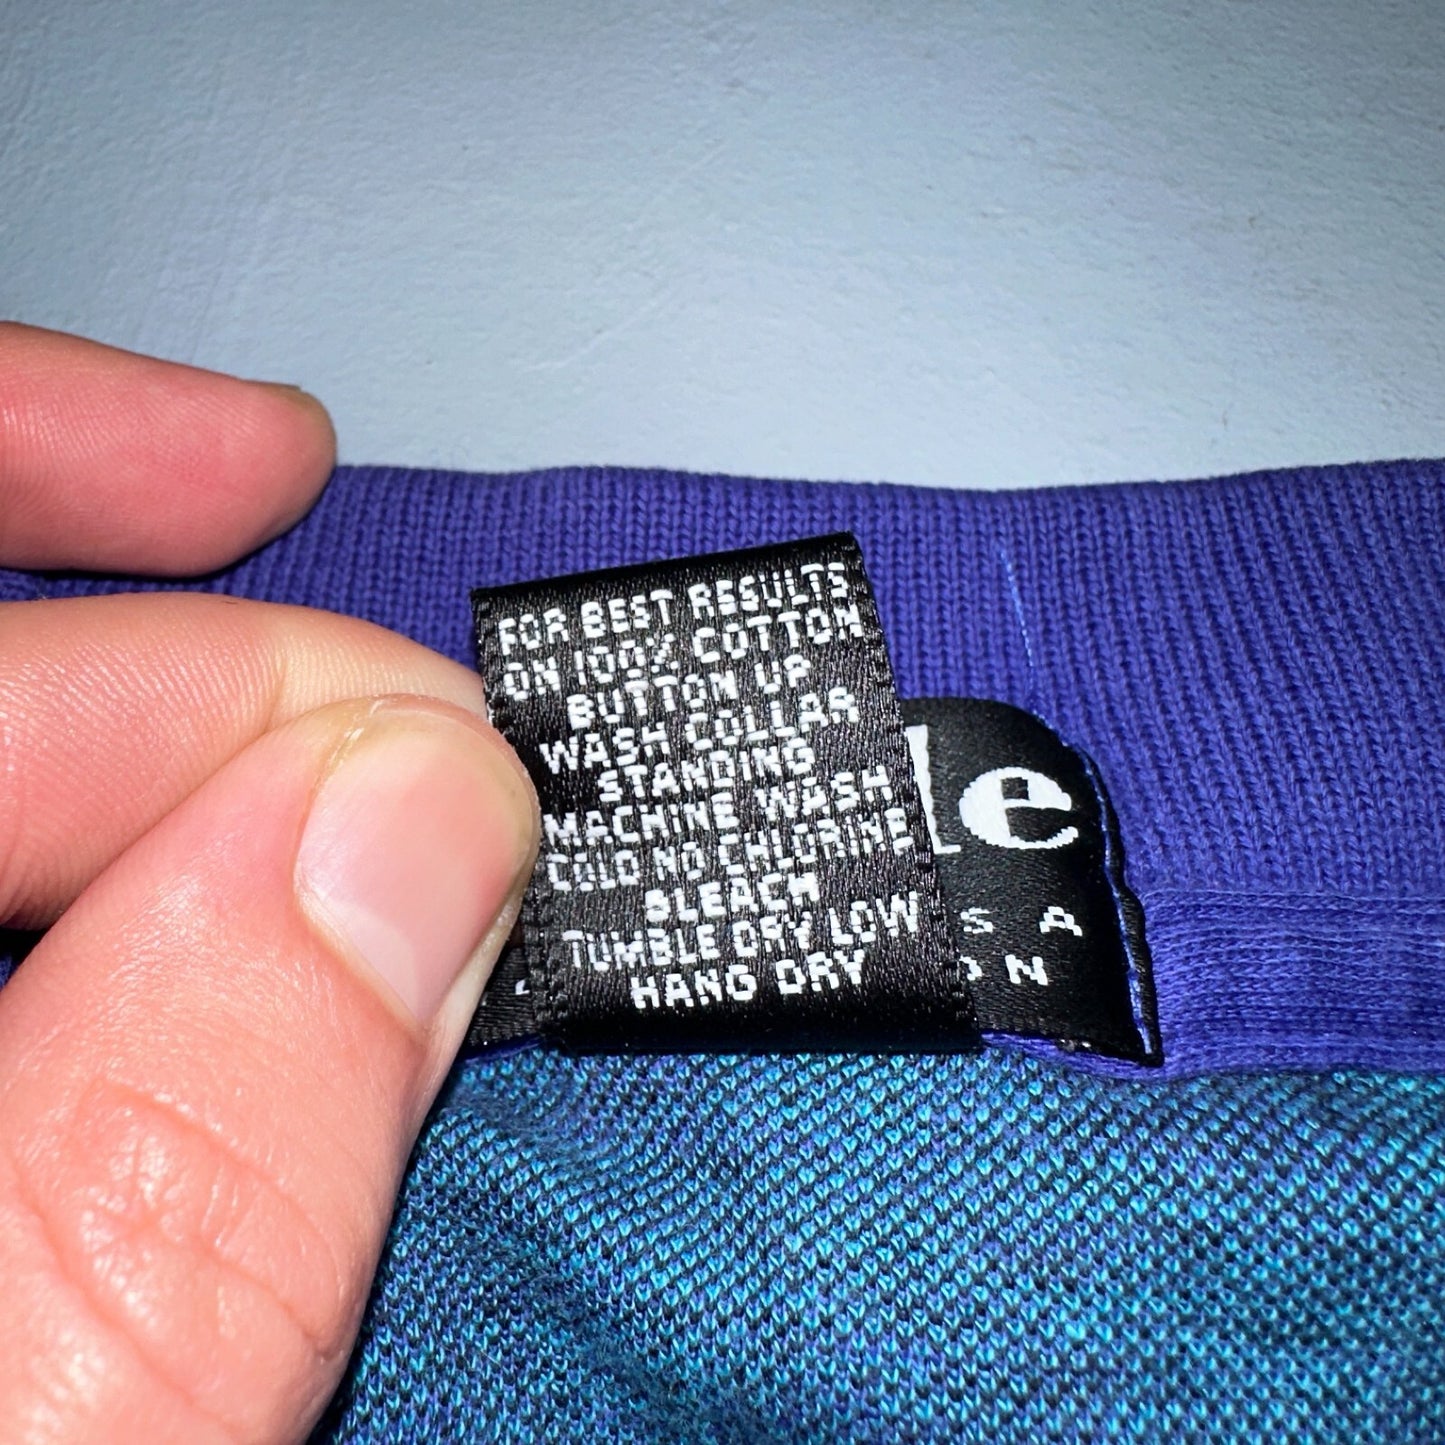 FOR BEST RESULTS
ON 100% COTTON
BUTTON UP
WASH COLLAR
STANDING
MACHINE WASH
COLD NO CHLORINE
BLEACH
TUMBLE DRY LOW
HANG DRY
le
S A
ON